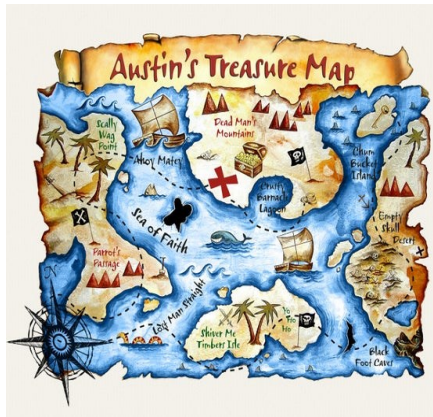 Austin's Treasure Map
Scally
Wag
Point
Dead Man's
Mountains
Ahoy Matey
Chum
Bucket
Island
Crusty
Barnacle
Lagoon
Sea of Faith
Empty
Skull
Desert
Parrot's
Passage
N
Lady Man Straight
Shiver Me
Timbers Isle
Yo
Ho
Ho
Black
Foot Caves